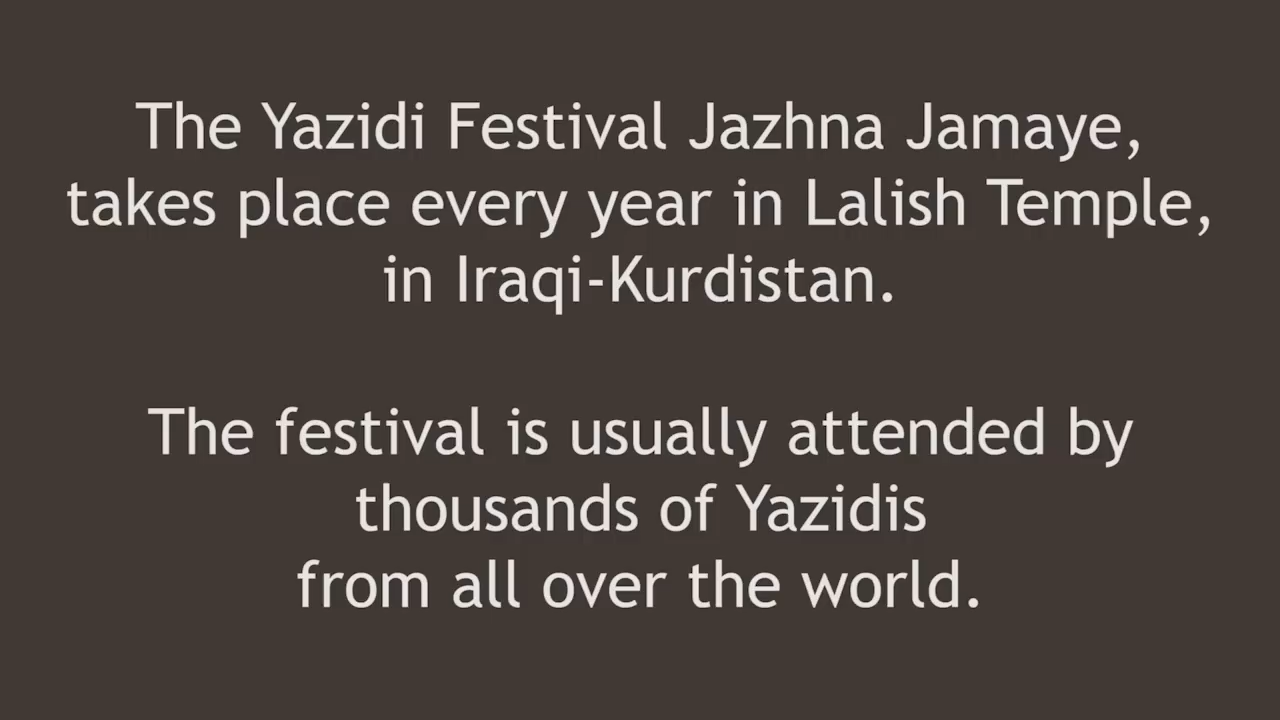 The Yazidi Festival Jazhna Jamaye,
takes place every year in Lalish Temple,
in Iraqi-Kurdistan.
The festival is usually attended by
thousands of Yazidis
from all over the world.